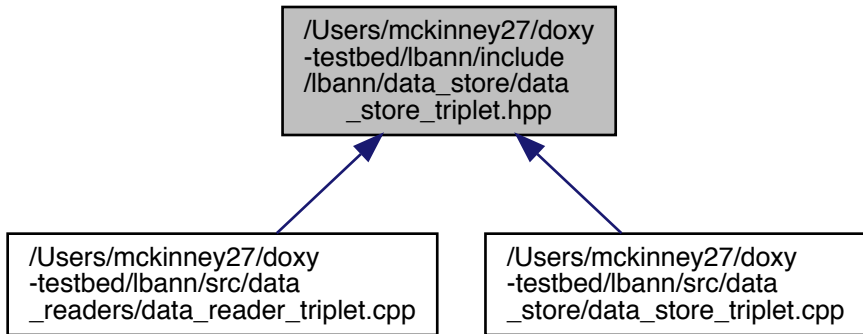 /Users/mckinney27/doxy
-testbed/lbann/include
/lbann/data_store/data
_store_triplet.hpp
/Users/mckinney27/doxy
-testbed/lbann/src/data
_readers/data_reader_triplet.cpp
/Users/mckinney27/doxy
-testbed/lbann/src/data
_store/data_store_triplet.cpp